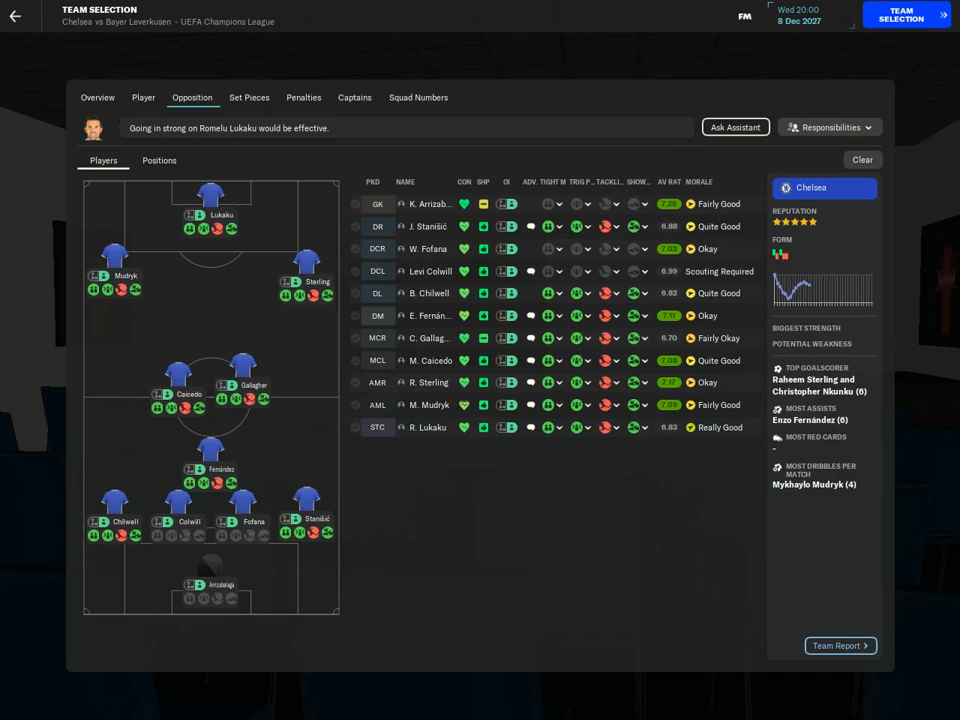 TEAM SELECTION
Chelsea vs Bayer Leverkusen - UEFA Champions League
FM
Wed 20:00
8 Dec 2027
TEAM
SELECTION
Overview Player Opposition Set Pieces Penalties Captains Squad Numbers
Going in strong on Romelu Lukaku would be effective.
Ask Assistant
Responsibilities
Players Positions
Clear
Lukaku
Mudryk
Sterling
Caicedo
Gallagher
Fernández
Chilwell
Colwill
Fofana
Stanišić
Arrizabalaga
PKD NAME CON SHP OI ADV. TIGHT M TRIG P... TACKLI... SHOW... AV RAT MORALE
GK K. Arrizab... 7.28 Fairly Good
DR J. Stanišić 6.88 Quite Good
DCR W. Fofana 7.02 Okay
DCL Levi Colwill 6.99 Scouting Required
DL B. Chilwell 6.82 Quite Good
DM E. Fernán... 7.11 Okay
MCR C. Gallag... 6.70 Fairly Okay
MCL M. Caicedo 7.08 Quite Good
AMR R. Sterling 7.17 Okay
AML M. Mudryk 7.09 Fairly Good
STC R. Lukaku 6.83 Really Good
Chelsea
REPUTATION
FORM
BIGGEST STRENGTH
POTENTIAL WEAKNESS
TOP GOALSCORER
Raheem Sterling and
Christopher Nkunku (6)
MOST ASSISTS
Enzo Fernández (6)
MOST RED CARDS
-
MOST DRIBBLES PER
MATCH
Mykhaylo Mudryk (4)
Team Report